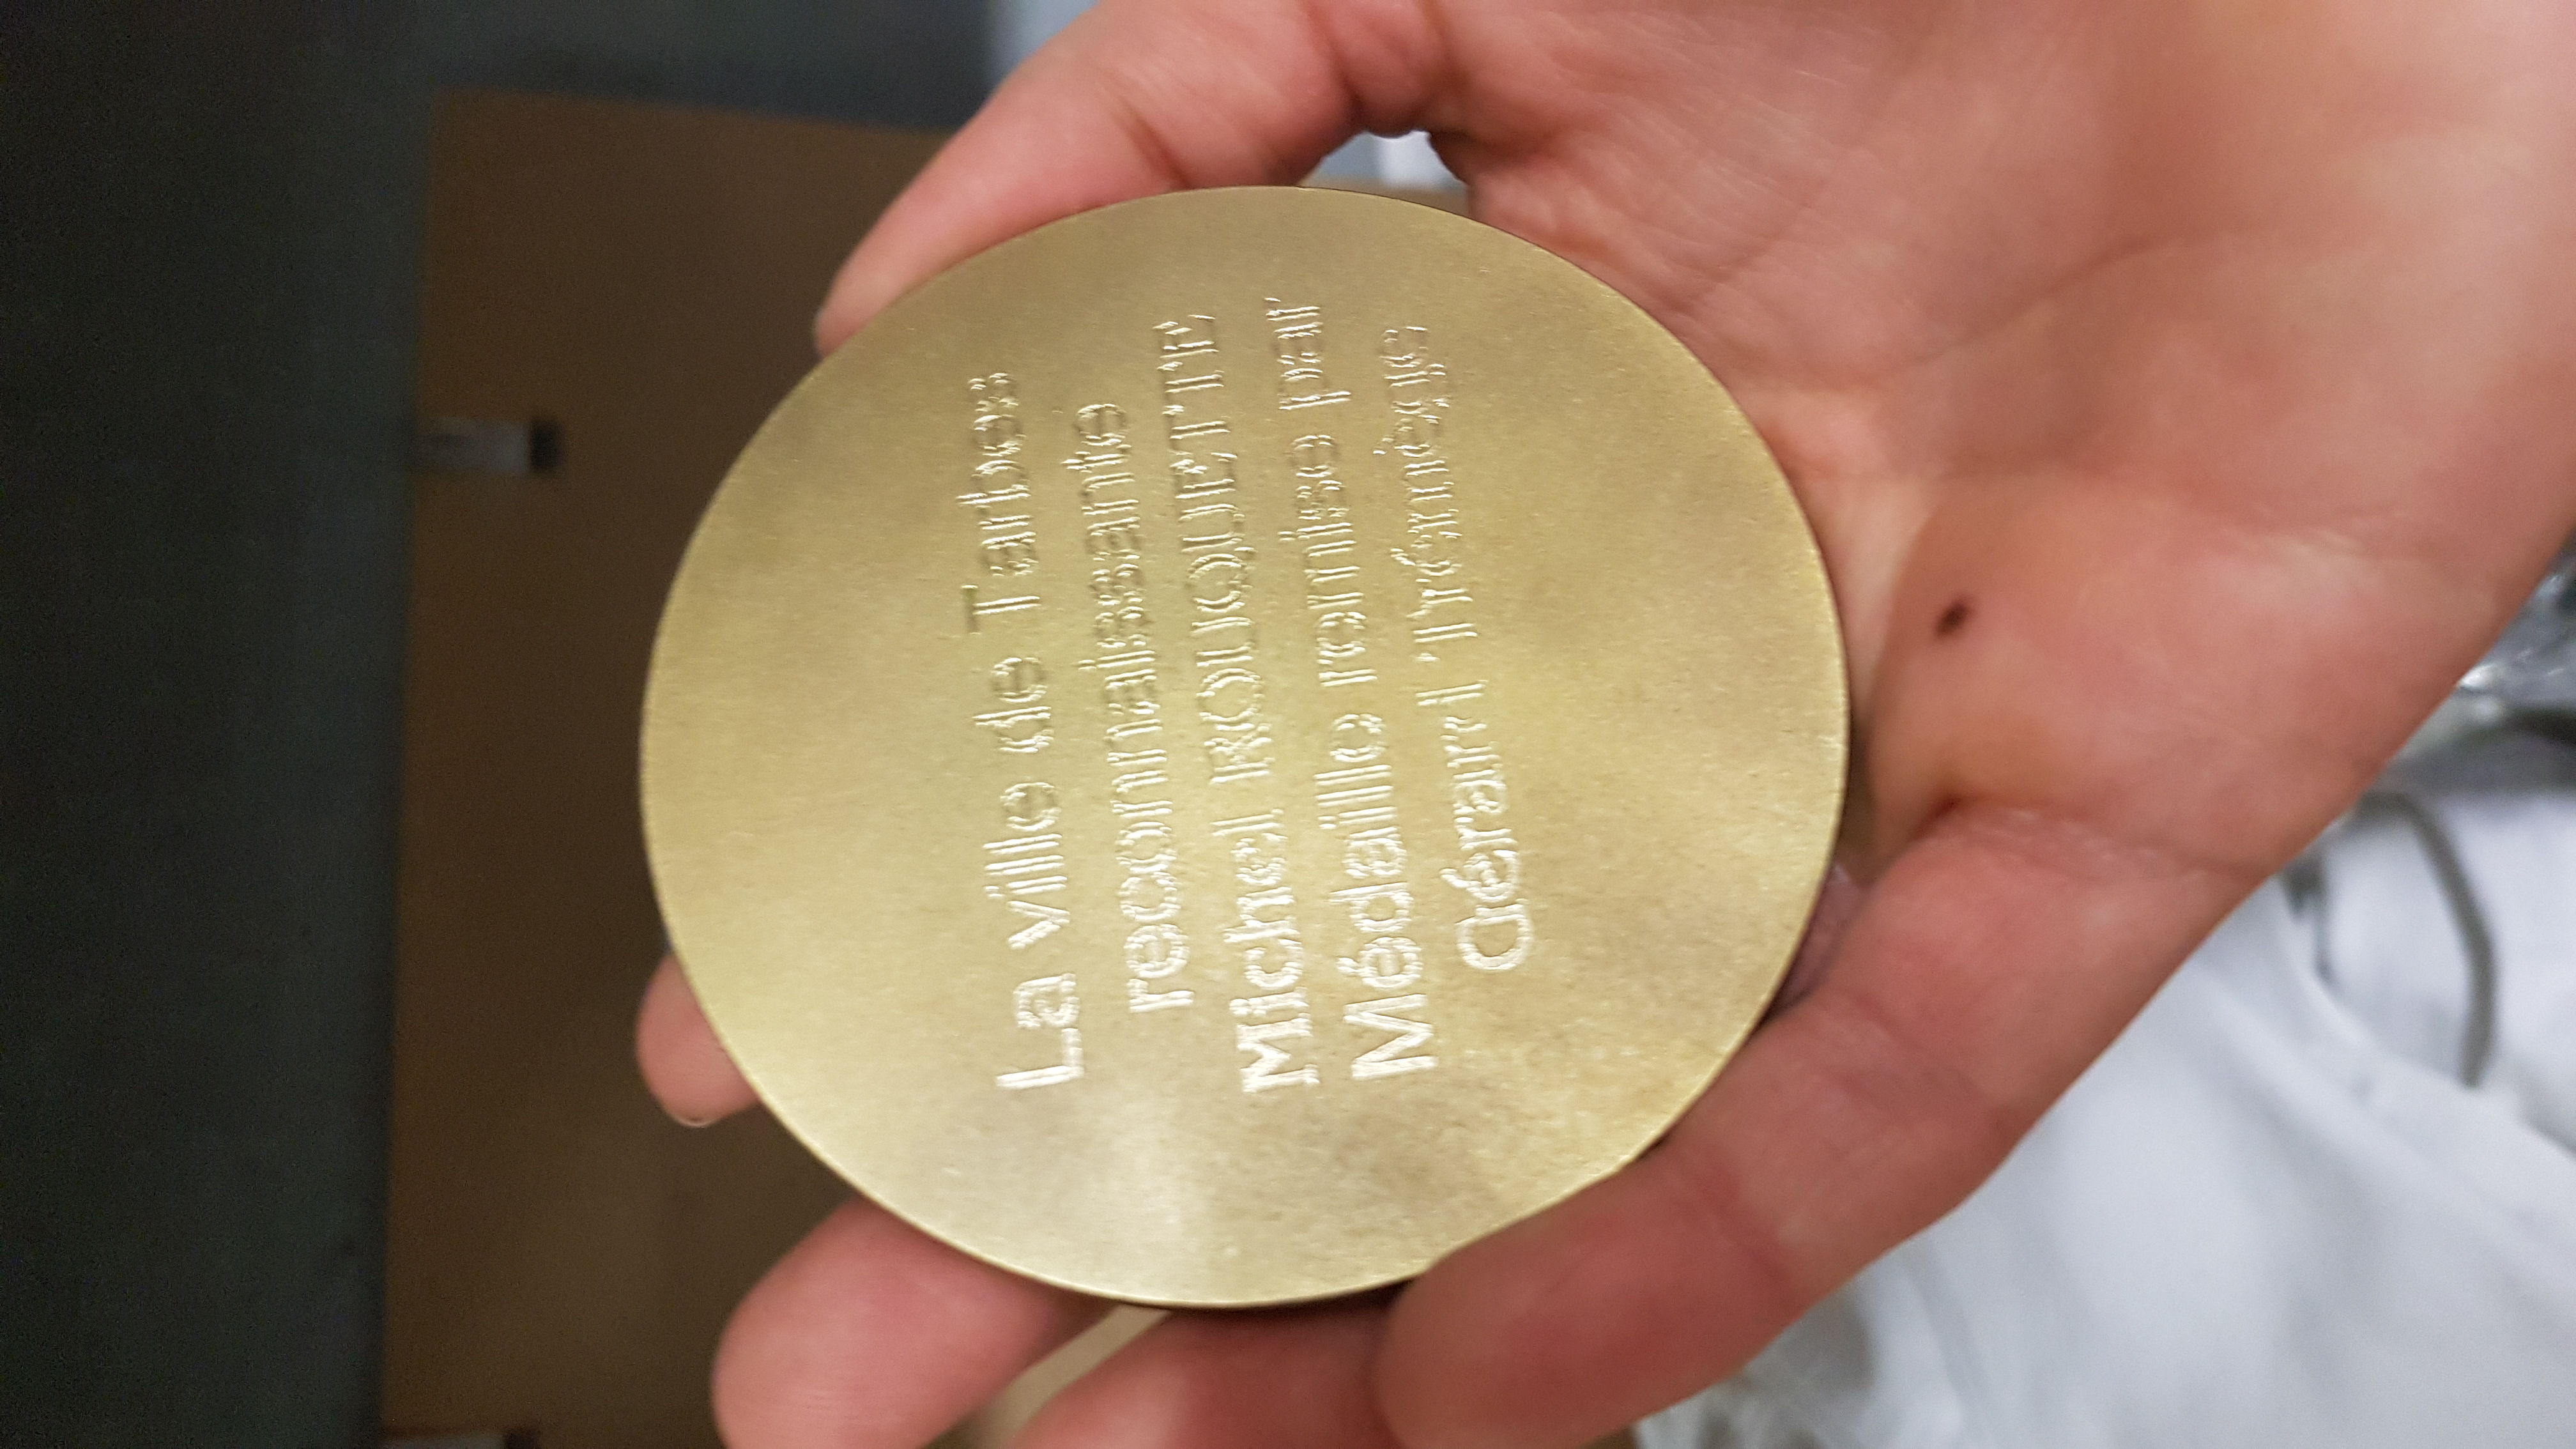 La ville de Tarbes
reconnaissante
Michel ROUQUETTE
Médaille remise par
Gérard Trémège